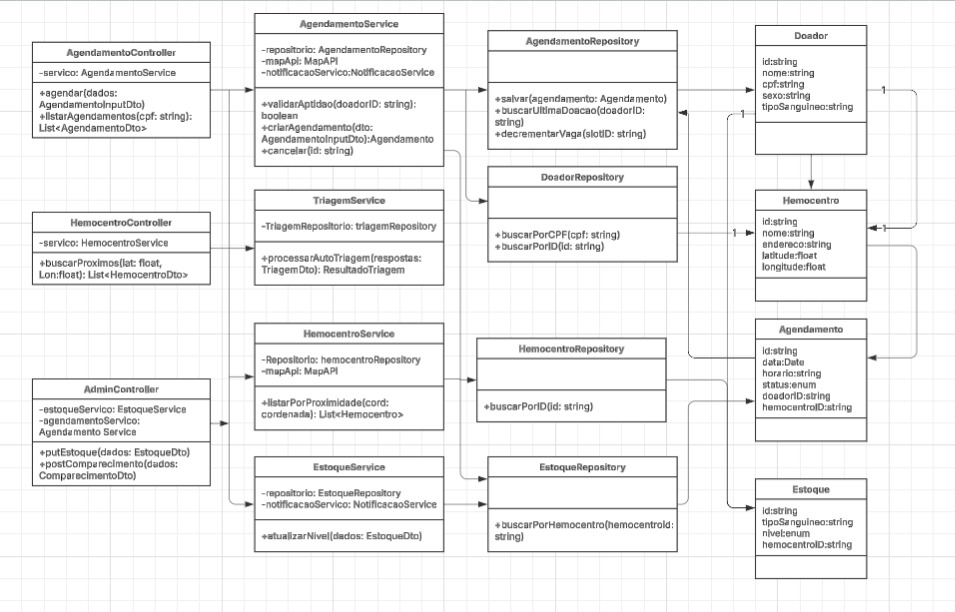 AgendamentoController
-servico: AgendamentoService
+agendar(dados:
AgendamentoInputDto)
+listarAgendamentos(cpf: string):
List<AgendamentoDto>
HemocentroController
-servico: HemocentroService
+buscarProximos(lat: float,
Lon:float): List<HemocentroDto>
AdminController
-estoqueServico: EstoqueService
-agendamentoServico:
Agendamento Service
+putEstoque(dados: EstoqueDto)
+postComparecimento(dados:
ComparecimentoDto)
AgendamentoService
-repositorio: AgendamentoRepository
-mapApi: MapAPI
-notificacaoServico:NotificacaoService
+validarAptidao(doadorID: string):
boolean
+criarAgendamento(dto:
AgendamentoInputDto):Agendamento
+cancelar(id: string)
TriagemService
-TriagemRepositorio: triagemRepository
+processarAutoTriagem(respostas:
TriagemDto): ResultadoTriagem
HemocentroService
-Repositorio: hemocentroRepository
-mapApi: MapAPI
+listarPorProximidade(cord:
cordenada): List<Hemocentro>
EstoqueService
-repositorio: EstoqueRepository
-notificacaoServico: NotificacaoService
+atualizarNivel(dados: EstoqueDto)
AgendamentoRepository
+salvar(agendamento: Agendamento)
+buscarUltimaDoacao(doadorID:
string)
+decrementarVaga(slotID: string)
DoadorRepository
+buscarPorCPF(cpf: string)
+buscarPorID(id: string)
HemocentroRepository
+buscarPorID(id: string)
EstoqueRepository
+buscarPorHemocentro(hemocentroId:
string)
Doador
id:string
nome:string
cpf:string
sexo:string
tipoSanguineo:string
1
1
Hemocentro
id:string
nome:string
endereco:string
latitude:float
longitude:float
1
1
Agendamento
id:string
data:Date
horario:string
status:enum
doadorID:string
hemocentroID:string
Estoque
id:string
tipoSanguineo:string
nivel:enum
hemocentroID:string